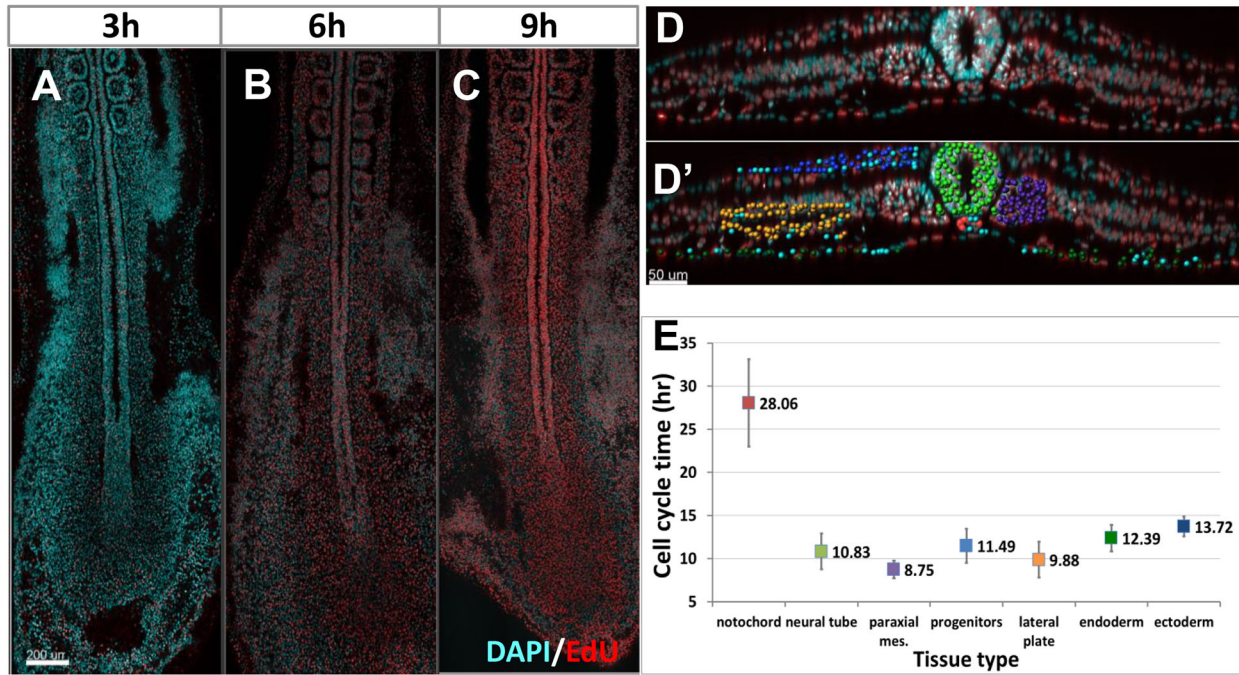 3h
6h
9h
A
B
C
200 um
DAPI/EdU
D
D’
50 um
E
35
30
25
20
15
10
5
Cell cycle time (hr)
28.06
10.83
8.75
11.49
9.88
12.39
13.72
notochord neural tube paraxial mes. progenitors lateral plate endoderm ectoderm
Tissue type